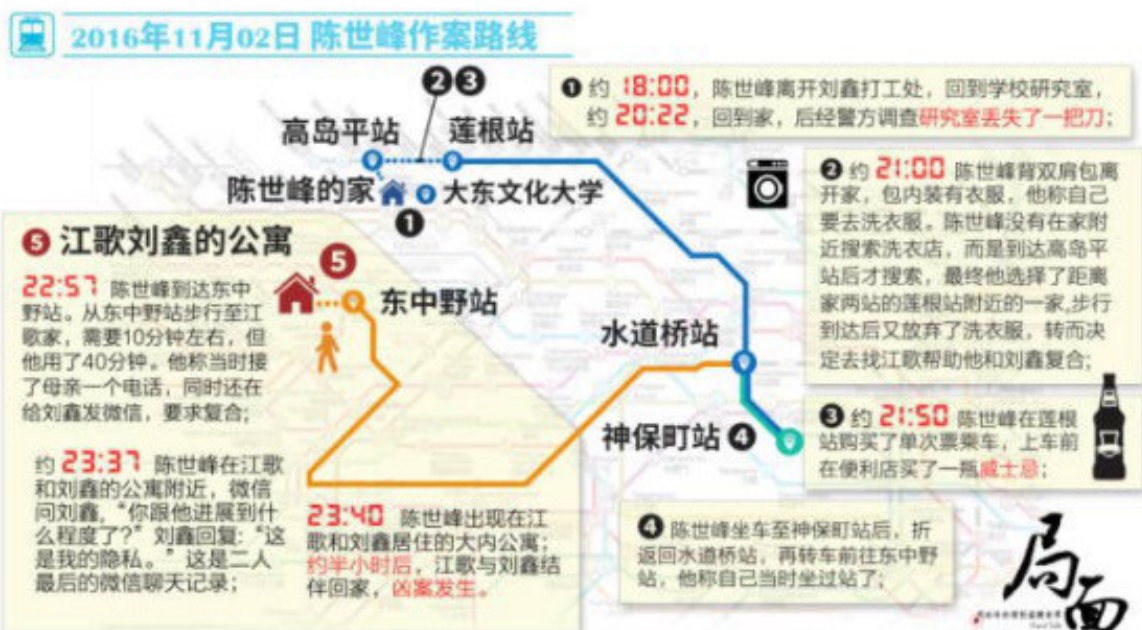 2016年11月02日 陈世峰作案路线
❷❸
❶ 约 18:00，陈世峰离开刘鑫打工处，回到学校研究室，
约 20:22，回到家，后经警方调查研究室丢失了一把刀；
高岛平站
莲根站
陈世峰的家
大东文化大学
❶
❷ 约 21:00 陈世峰背双肩包离
开家，包内装有衣服，他称自己
要去洗衣服。陈世峰没有在家附
近搜索洗衣店，而是到达高岛平
站后才搜索，最终他选择了距离
家两站的莲根站附近的一家,步行
到达后又放弃了洗衣服，转而决
定去找江歌帮助他和刘鑫复合；
❺ 江歌刘鑫的公寓
❺
22:57 陈世峰到达东中
野站。从东中野站步行至江
歌家，需要10分钟左右，但
他用了40分钟。他称当时接
了母亲一个电话，同时还在
给刘鑫发微信，要求复合；
东中野站
水道桥站
神保町站 ❹
❸ 约 21:50 陈世峰在莲根
站购买了单次票乘车，上车前
在便利店买了一瓶威士忌；
约 23:37 陈世峰在江歌
和刘鑫的公寓附近，微信
问刘鑫，“你跟他进展到什
么程度了？”刘鑫回复：“这
是我的隐私。”这是二人
最后的微信聊天记录；
23:40 陈世峰出现在江
歌和刘鑫居住的大内公寓；
约半小时后，江歌与刘鑫结
伴回家，凶案发生。
❹ 陈世峰坐车至神保町站后，折
返回水道桥站，再转车前往东中野
站，他称自己当时坐过站了；
局面